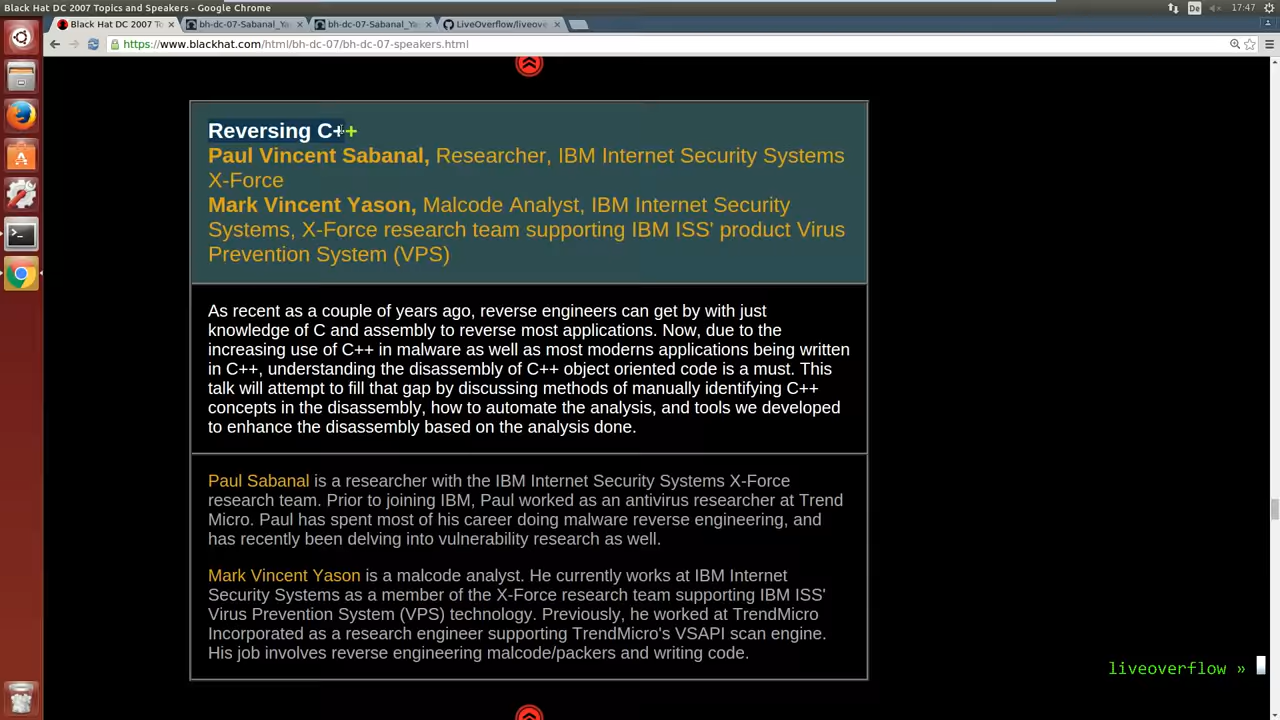 Black Hat DC 2007 Topics and Speakers - Google Chrome
De
17:47
Black Hat DC 2007 To
bh-dc-07-Sabanal_Ya
bh-dc-07-Sabanal_Ya
LiveOverflow/liveov
https://www.blackhat.com/html/bh-dc-07/bh-dc-07-speakers.html
Reversing C++
Paul Vincent Sabanal, Researcher, IBM Internet Security Systems
X-Force
Mark Vincent Yason, Malcode Analyst, IBM Internet Security
Systems, X-Force research team supporting IBM ISS' product Virus
Prevention System (VPS)
As recent as a couple of years ago, reverse engineers can get by with just
knowledge of C and assembly to reverse most applications. Now, due to the
increasing use of C++ in malware as well as most moderns applications being written
in C++, understanding the disassembly of C++ object oriented code is a must. This
talk will attempt to fill that gap by discussing methods of manually identifying C++
concepts in the disassembly, how to automate the analysis, and tools we developed
to enhance the disassembly based on the analysis done.
Paul Sabanal is a researcher with the IBM Internet Security Systems X-Force
research team. Prior to joining IBM, Paul worked as an antivirus researcher at Trend
Micro. Paul has spent most of his career doing malware reverse engineering, and
has recently been delving into vulnerability research as well.
Mark Vincent Yason is a malcode analyst. He currently works at IBM Internet
Security Systems as a member of the X-Force research team supporting IBM ISS'
Virus Prevention System (VPS) technology. Previously, he worked at TrendMicro
Incorporated as a research engineer supporting TrendMicro's VSAPI scan engine.
His job involves reverse engineering malcode/packers and writing code.
liveoverflow »